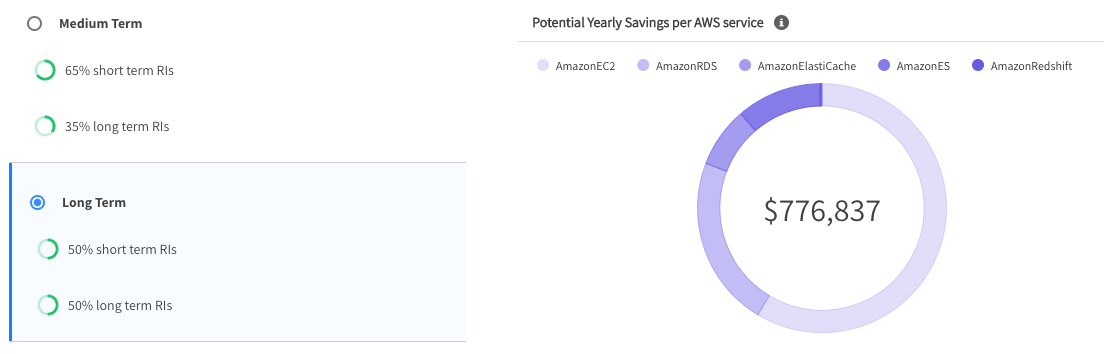 Medium Term
65% short term RIs
35% long term RIs
Long Term
50% short term RIs
50% long term RIs
Potential Yearly Savings per AWS service
AmazonEC2 AmazonRDS AmazonElastiCache AmazonES AmazonRedshift
$776,837